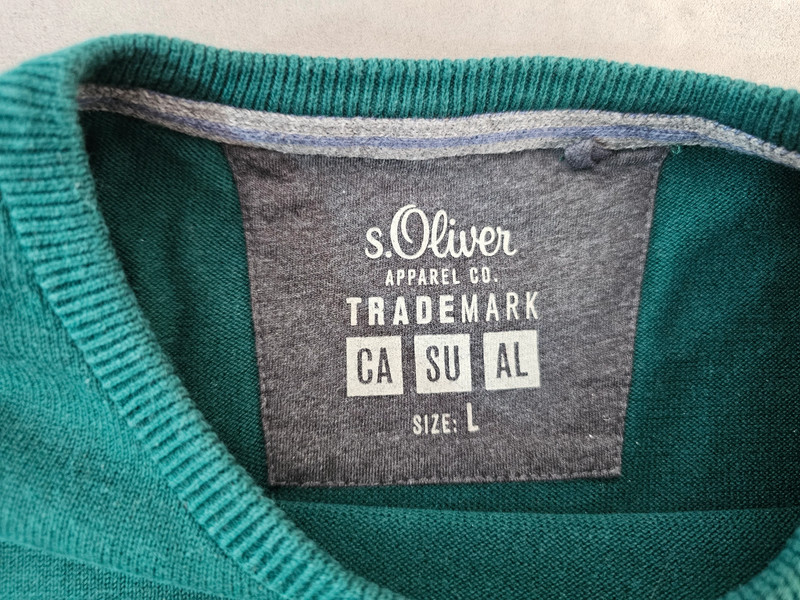 s.Oliver
APPAREL CO.
TRADEMARK
CA SU AL
SIZE: L